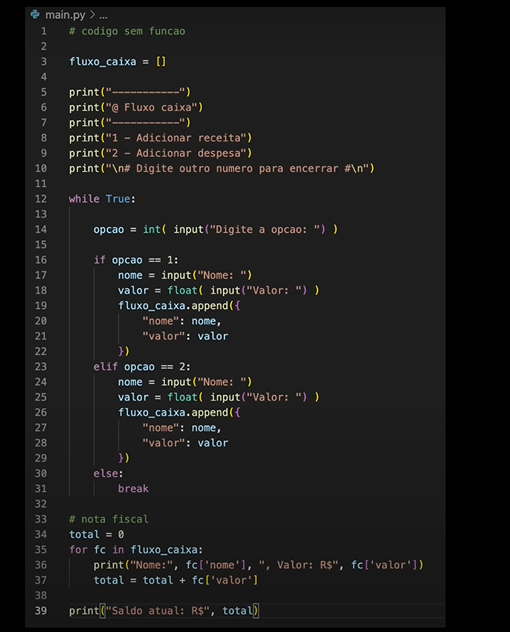 main.py > ...
1 # codigo sem funcao
2
3 fluxo_caixa = []
4
5 print("-----------")
6 print("@ Fluxo caixa")
7 print("-----------")
8 print("1 - Adicionar receita")
9 print("2 - Adicionar despesa")
10 print("\n# Digite outro numero para encerrar #\n")
11
12 while True:
13
14     opcao = int( input("Digite a opcao: ") )
15
16     if opcao == 1:
17         nome = input("Nome: ")
18         valor = float( input("Valor: ") )
19         fluxo_caixa.append({
20             "nome": nome,
21             "valor": valor
22         })
23     elif opcao == 2:
24         nome = input("Nome: ")
25         valor = float( input("Valor: ") )
26         fluxo_caixa.append({
27             "nome": nome,
28             "valor": valor
29         })
30     else:
31         break
32
33 # nota fiscal
34 total = 0
35 for fc in fluxo_caixa:
36     print("Nome:", fc['nome'], ", Valor: R$", fc['valor'])
37     total = total + fc['valor']
38
39 print("Saldo atual: R$", total)